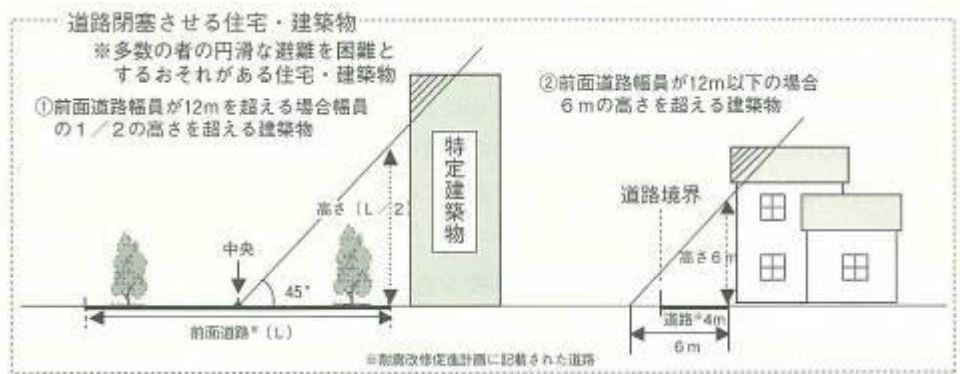 道路閉塞させる住宅・建築物
※多数の者の円滑な避難を困難と
するおそれがある住宅・建築物
①前面道路幅員が12mを超える場合幅員
の1／2の高さを超える建築物
②前面道路幅員が12m以下の場合
6mの高さを超える建築物
特定建築物
高さ（L／2）
道路境界
中央
45°
高さ6m
前面道路※（L）
道路※4m
6m
※耐震改修促進計画に記載された道路